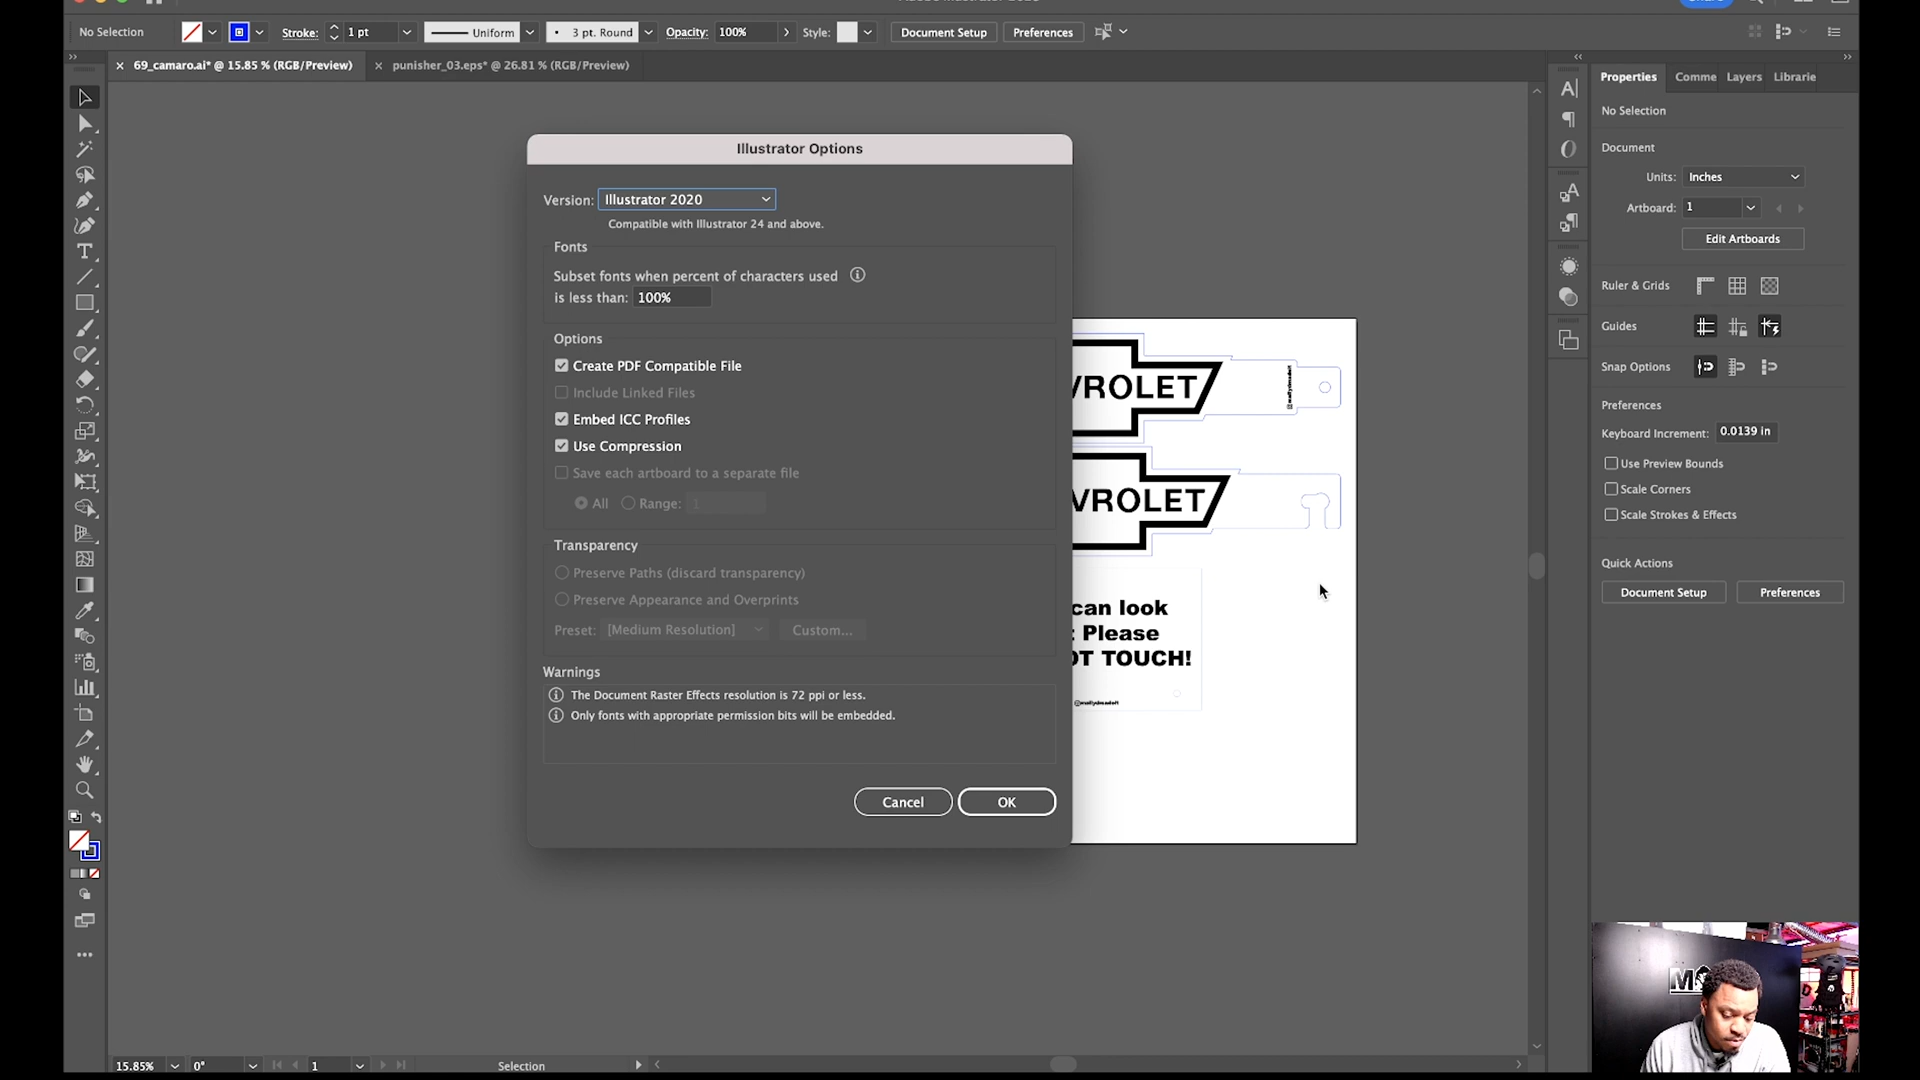 No Selection
Stroke:
1 pt
Uniform
3 pt. Round
Opacity:
100%
Style:
Document Setup
Preferences
69_camaro.ai* @ 15.85 % (RGB/Preview)
punisher_03.eps* @ 26.81 % (RGB/Preview)
Properties
Comme
Layers
Librarie
No Selection
Document
Units:
Inches
Artboard:
1
Edit Artboards
Ruler & Grids
Guides
Snap Options
Preferences
Keyboard Increment:
0.0139 in
Use Preview Bounds
Scale Corners
Scale Strokes & Effects
Quick Actions
Document Setup
Preferences
Illustrator Options
Version:
Illustrator 2020
Compatible with Illustrator 24 and above.
Fonts
Subset fonts when percent of characters used
is less than:
100%
Options
Create PDF Compatible File
Include Linked Files
Embed ICC Profiles
Use Compression
Save each artboard to a separate file
All
Range:
1
Transparency
Preserve Paths (discard transparency)
Preserve Appearance and Overprints
Preset:
[Medium Resolution]
Custom...
Warnings
The Document Raster Effects resolution is 72 ppi or less.
Only fonts with appropriate permission bits will be embedded.
Cancel
OK
VROLET
VROLET
can look
: Please
OT TOUCH!
15.85%
0°
1
Selection